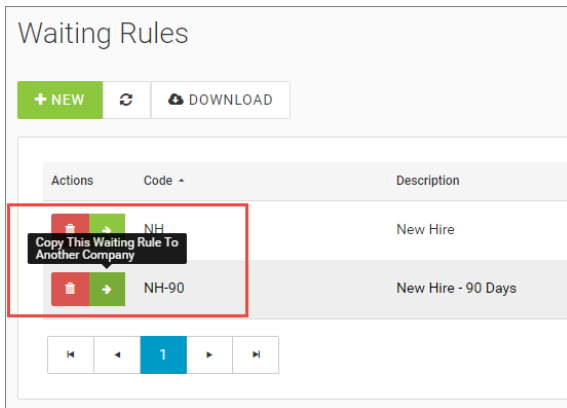 Waiting Rules
+ NEW DOWNLOAD
Actions Code Description
NH New Hire
Copy This Waiting Rule To
Another Company
NH-90 New Hire - 90 Days
1